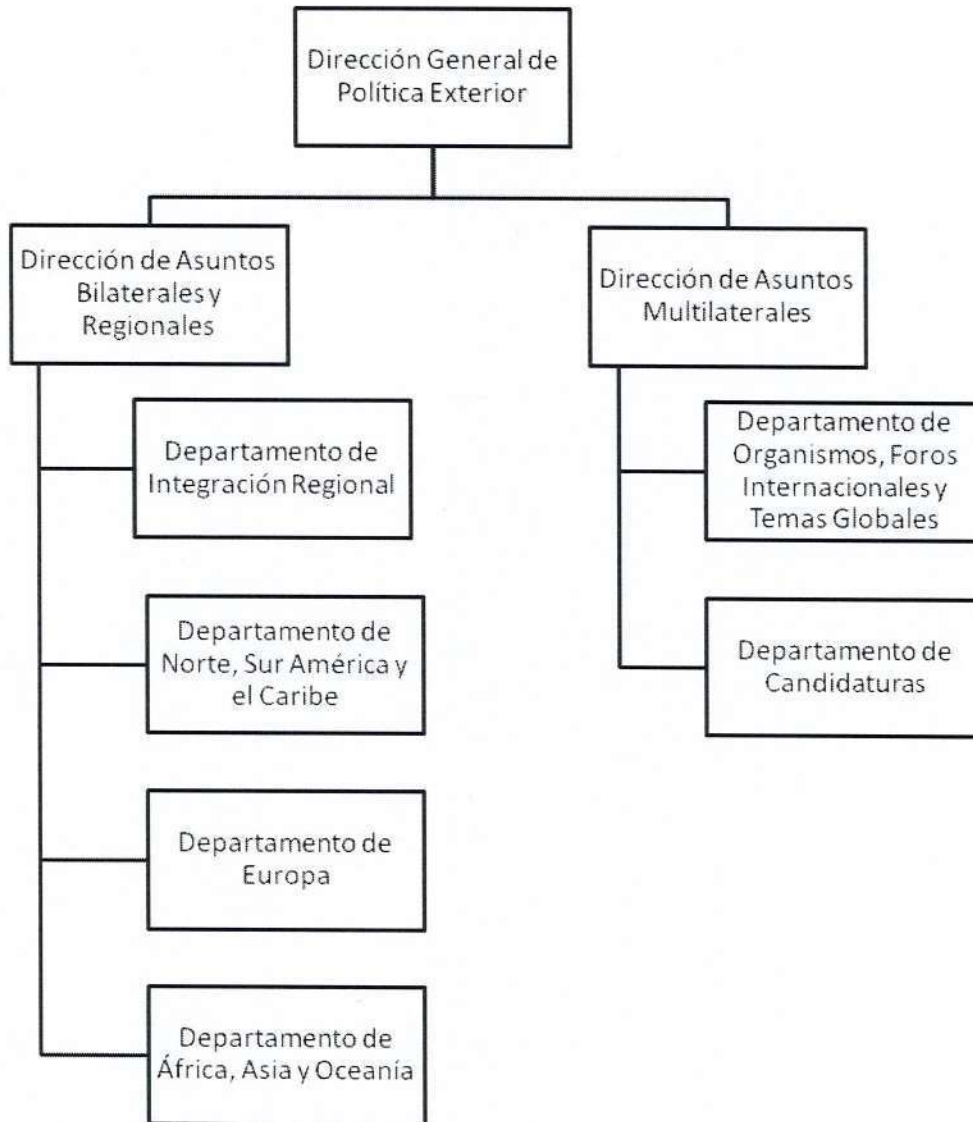 Dirección General de
Política Exterior
Dirección de Asuntos
Bilaterales y
Regionales
Departamento de
Integración Regional
Departamento de
Norte, Sur América y
el Caribe
Departamento de
Europa
Departamento de
África, Asia y Oceanía
Dirección de Asuntos
Multilaterales
Departamento de
Organismos, Foros
Internacionales y
Temas Globales
Departamento de
Candidaturas